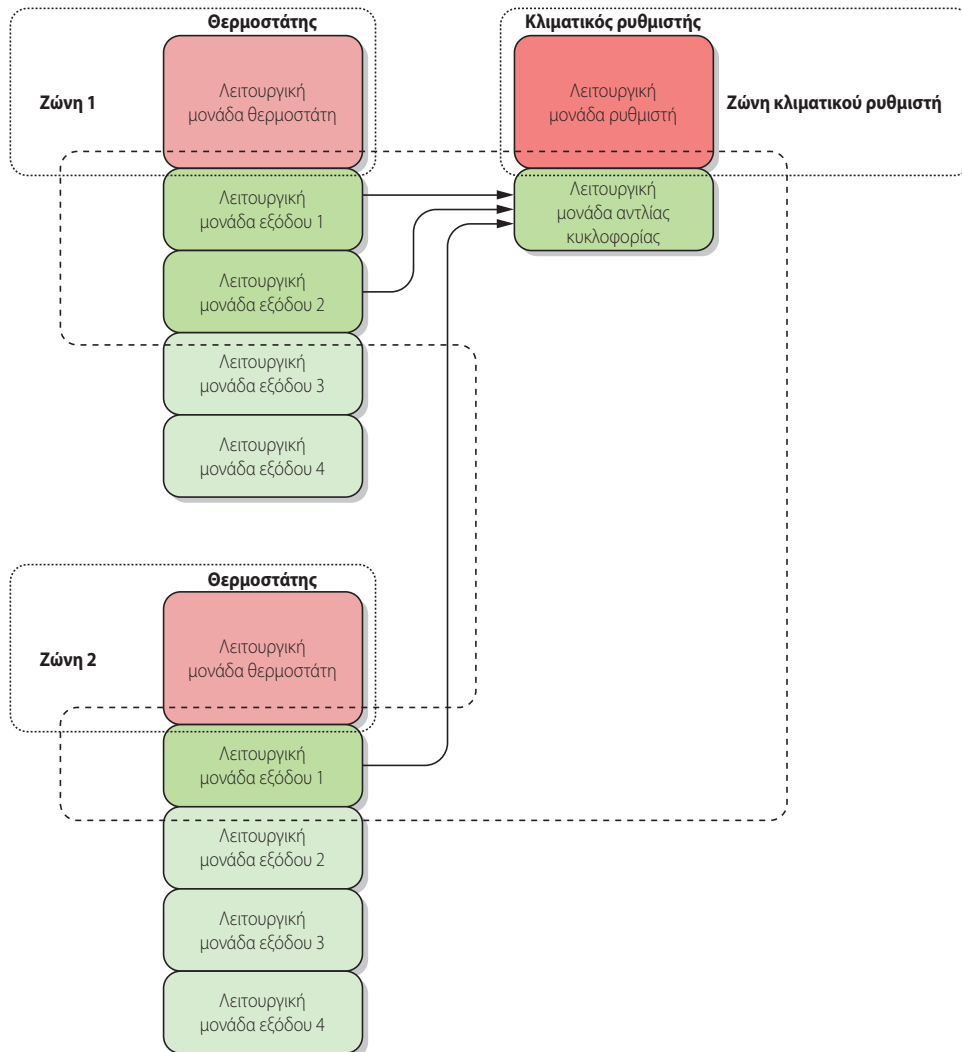 Θερμοστάτης
Ζώνη 1
Λειτουργική
μονάδα θερμοστάτη
Λειτουργική
μονάδα εξόδου 1
Λειτουργική
μονάδα εξόδου 2
Λειτουργική
μονάδα εξόδου 3
Λειτουργική
μονάδα εξόδου 4
Κλιματικός ρυθμιστής
Λειτουργική
μονάδα ρυθμιστή
Ζώνη κλιματικού ρυθμιστή
Λειτουργική
μονάδα αντλίας
κυκλοφορίας
Θερμοστάτης
Ζώνη 2
Λειτουργική
μονάδα θερμοστάτη
Λειτουργική
μονάδα εξόδου 1
Λειτουργική
μονάδα εξόδου 2
Λειτουργική
μονάδα εξόδου 3
Λειτουργική
μονάδα εξόδου 4